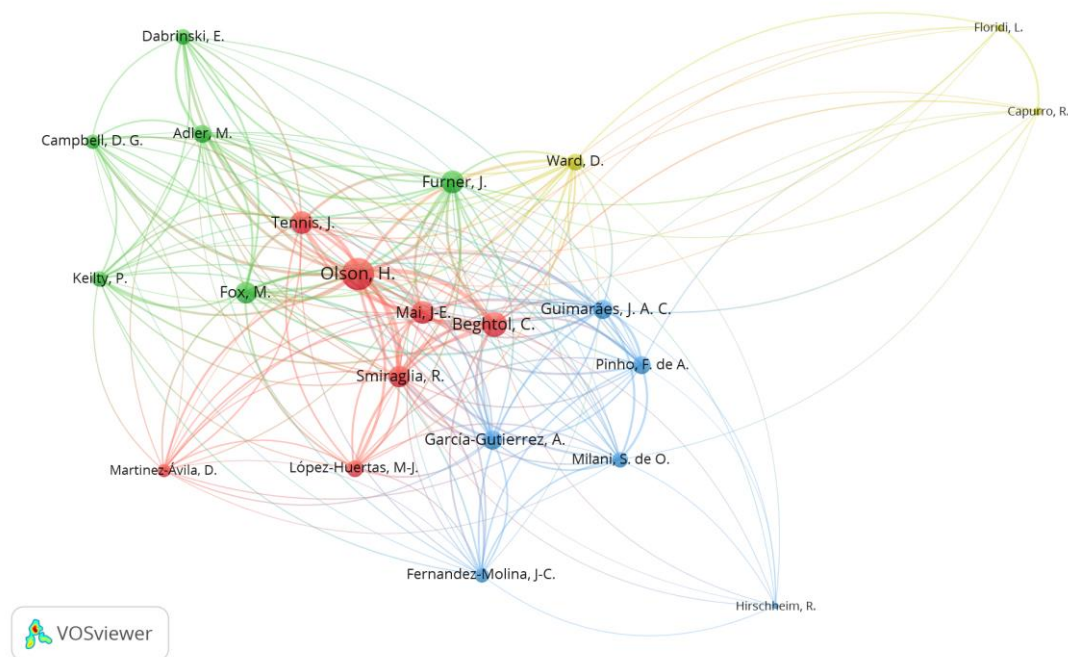 Floridi, L.
Dabrinski, E.
Capurro, R.
Adler, M.
Campbell, D. G.
Ward, D.
Furner, J.
Tennis, J.
Olson, H.
Keilty, P.
Fox, M.
Guimarães, J. A. C.
Mai, J-E.
Beghtol, C.
Pinho, F. de A.
Smiraglia, R.
García-Gutierrez, A.
Milani, S. de O.
Martinez-Ávila, D.
López-Huertas, M-J.
Fernandez-Molina, J-C.
Hirschheim, R.
VOSviewer